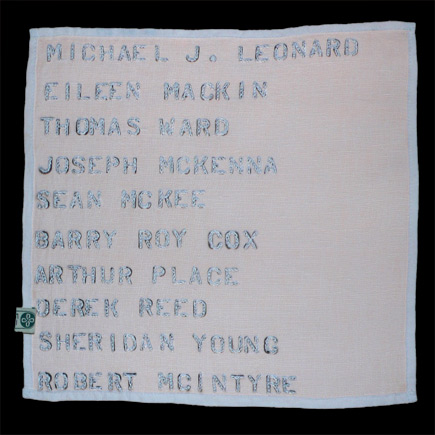 MICHAEL J. LEONARD
EILEEN MACKIN
THOMAS WARD
JOSEPH MCKENNA
SEAN MCKEE
BARRY ROY COX
ARTHUR PLACE
DEREK REED
SHERIDAN YOUNG
ROBERT MCINTYRE